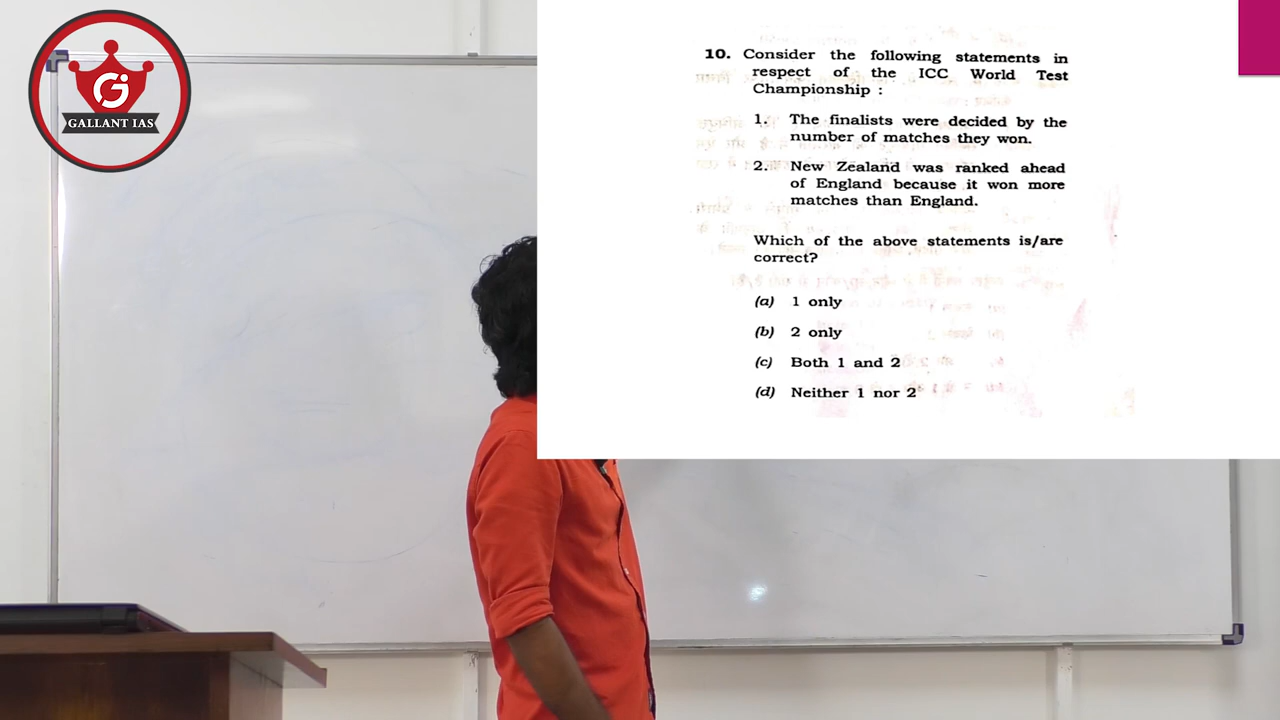 GALLANT IAS
10. Consider the following statements in
respect of the ICC World Test
Championship :
1. The finalists were decided by the
number of matches they won.
2. New Zealand was ranked ahead
of England because it won more
matches than England.
Which of the above statements is/are
correct?
(a) 1 only
(b) 2 only
(c) Both 1 and 2
(d) Neither 1 nor 2